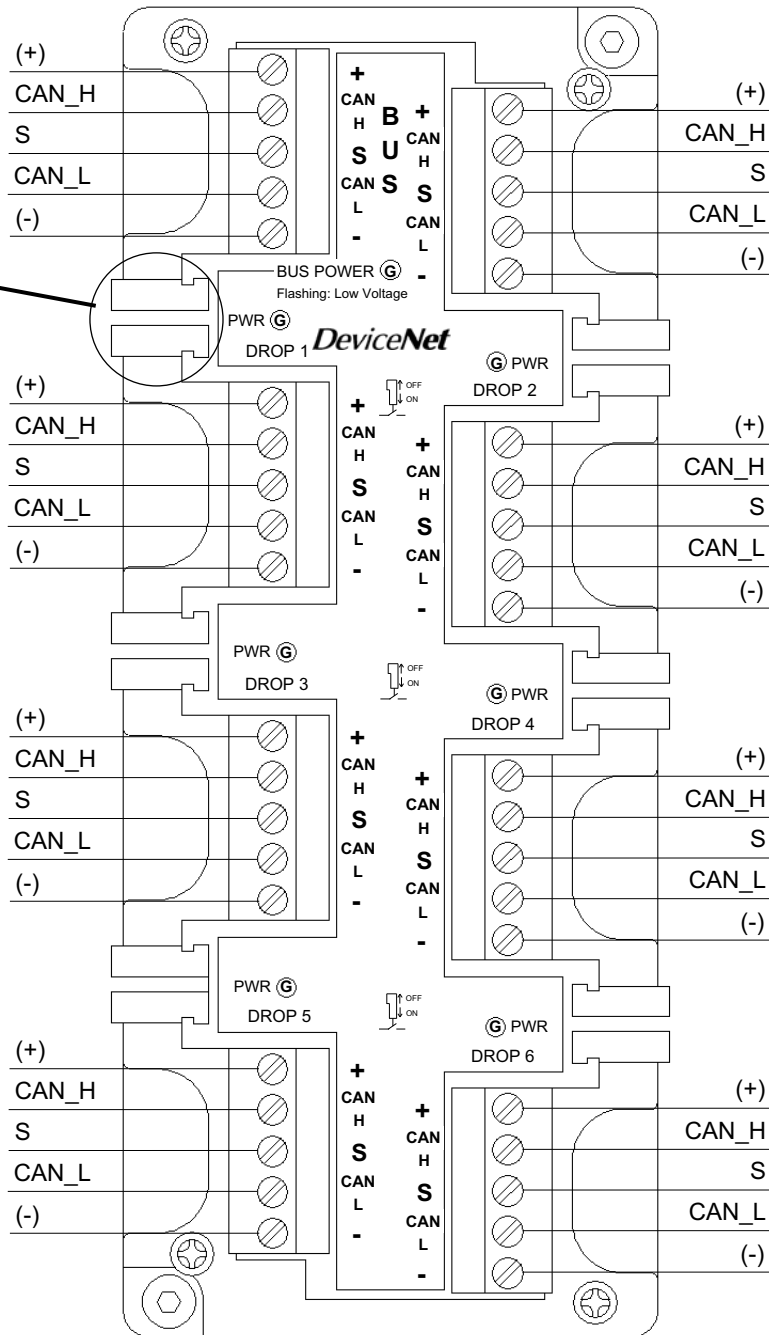 (+)
CAN_H
S
CAN_L
(-)
+
CAN
H
S
CAN
L
-
B
U
S
+
CAN
H
S
CAN
L
-
(+)
CAN_H
S
CAN_L
(-)
BUS POWER G
Flashing: Low Voltage
PWR G
DROP 1
DeviceNet
G PWR
DROP 2
OFF
ON
(+)
CAN_H
S
CAN_L
(-)
+
CAN
H
S
CAN
L
-
+
CAN
H
S
CAN
L
-
(+)
CAN_H
S
CAN_L
(-)
PWR G
DROP 3
OFF
ON
G PWR
DROP 4
(+)
CAN_H
S
CAN_L
(-)
+
CAN
H
S
CAN
L
-
+
CAN
H
S
CAN
L
-
(+)
CAN_H
S
CAN_L
(-)
PWR G
DROP 5
OFF
ON
G PWR
DROP 6
(+)
CAN_H
S
CAN_L
(-)
+
CAN
H
S
CAN
L
-
+
CAN
H
S
CAN
L
-
(+)
CAN_H
S
CAN_L
(-)